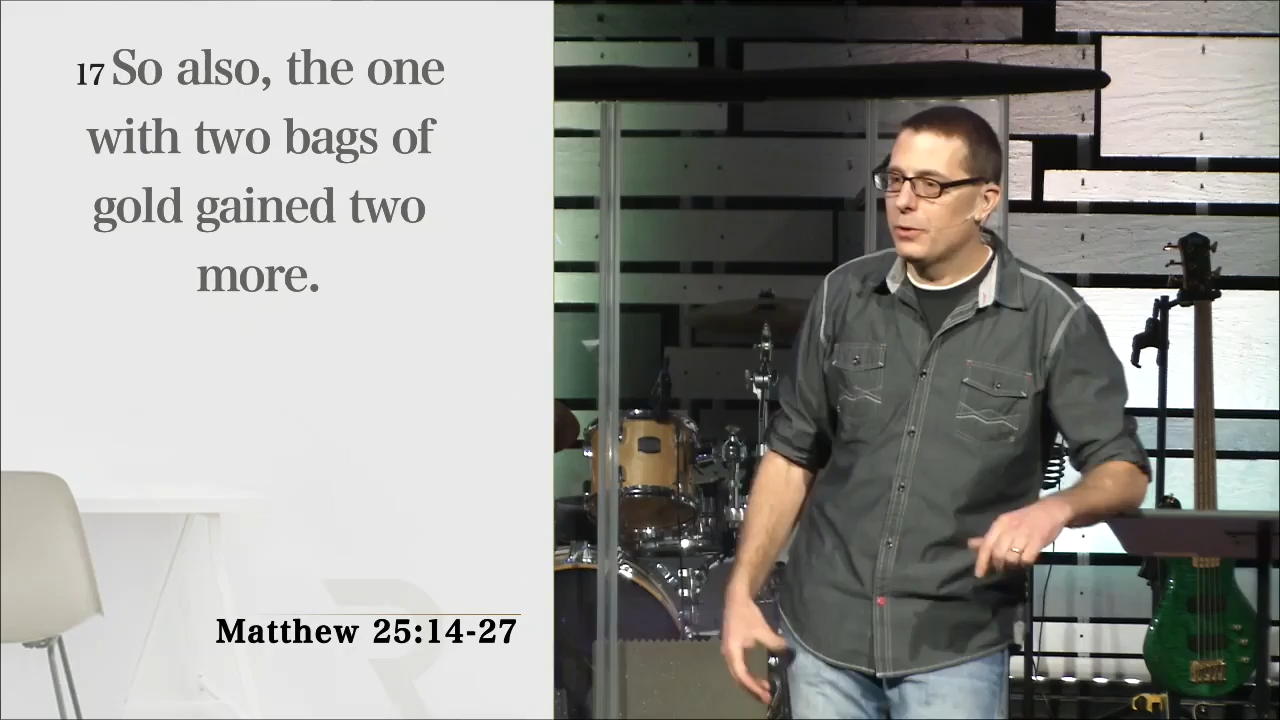 17 So also, the one
with two bags of
gold gained two
more.
Matthew 25:14-27